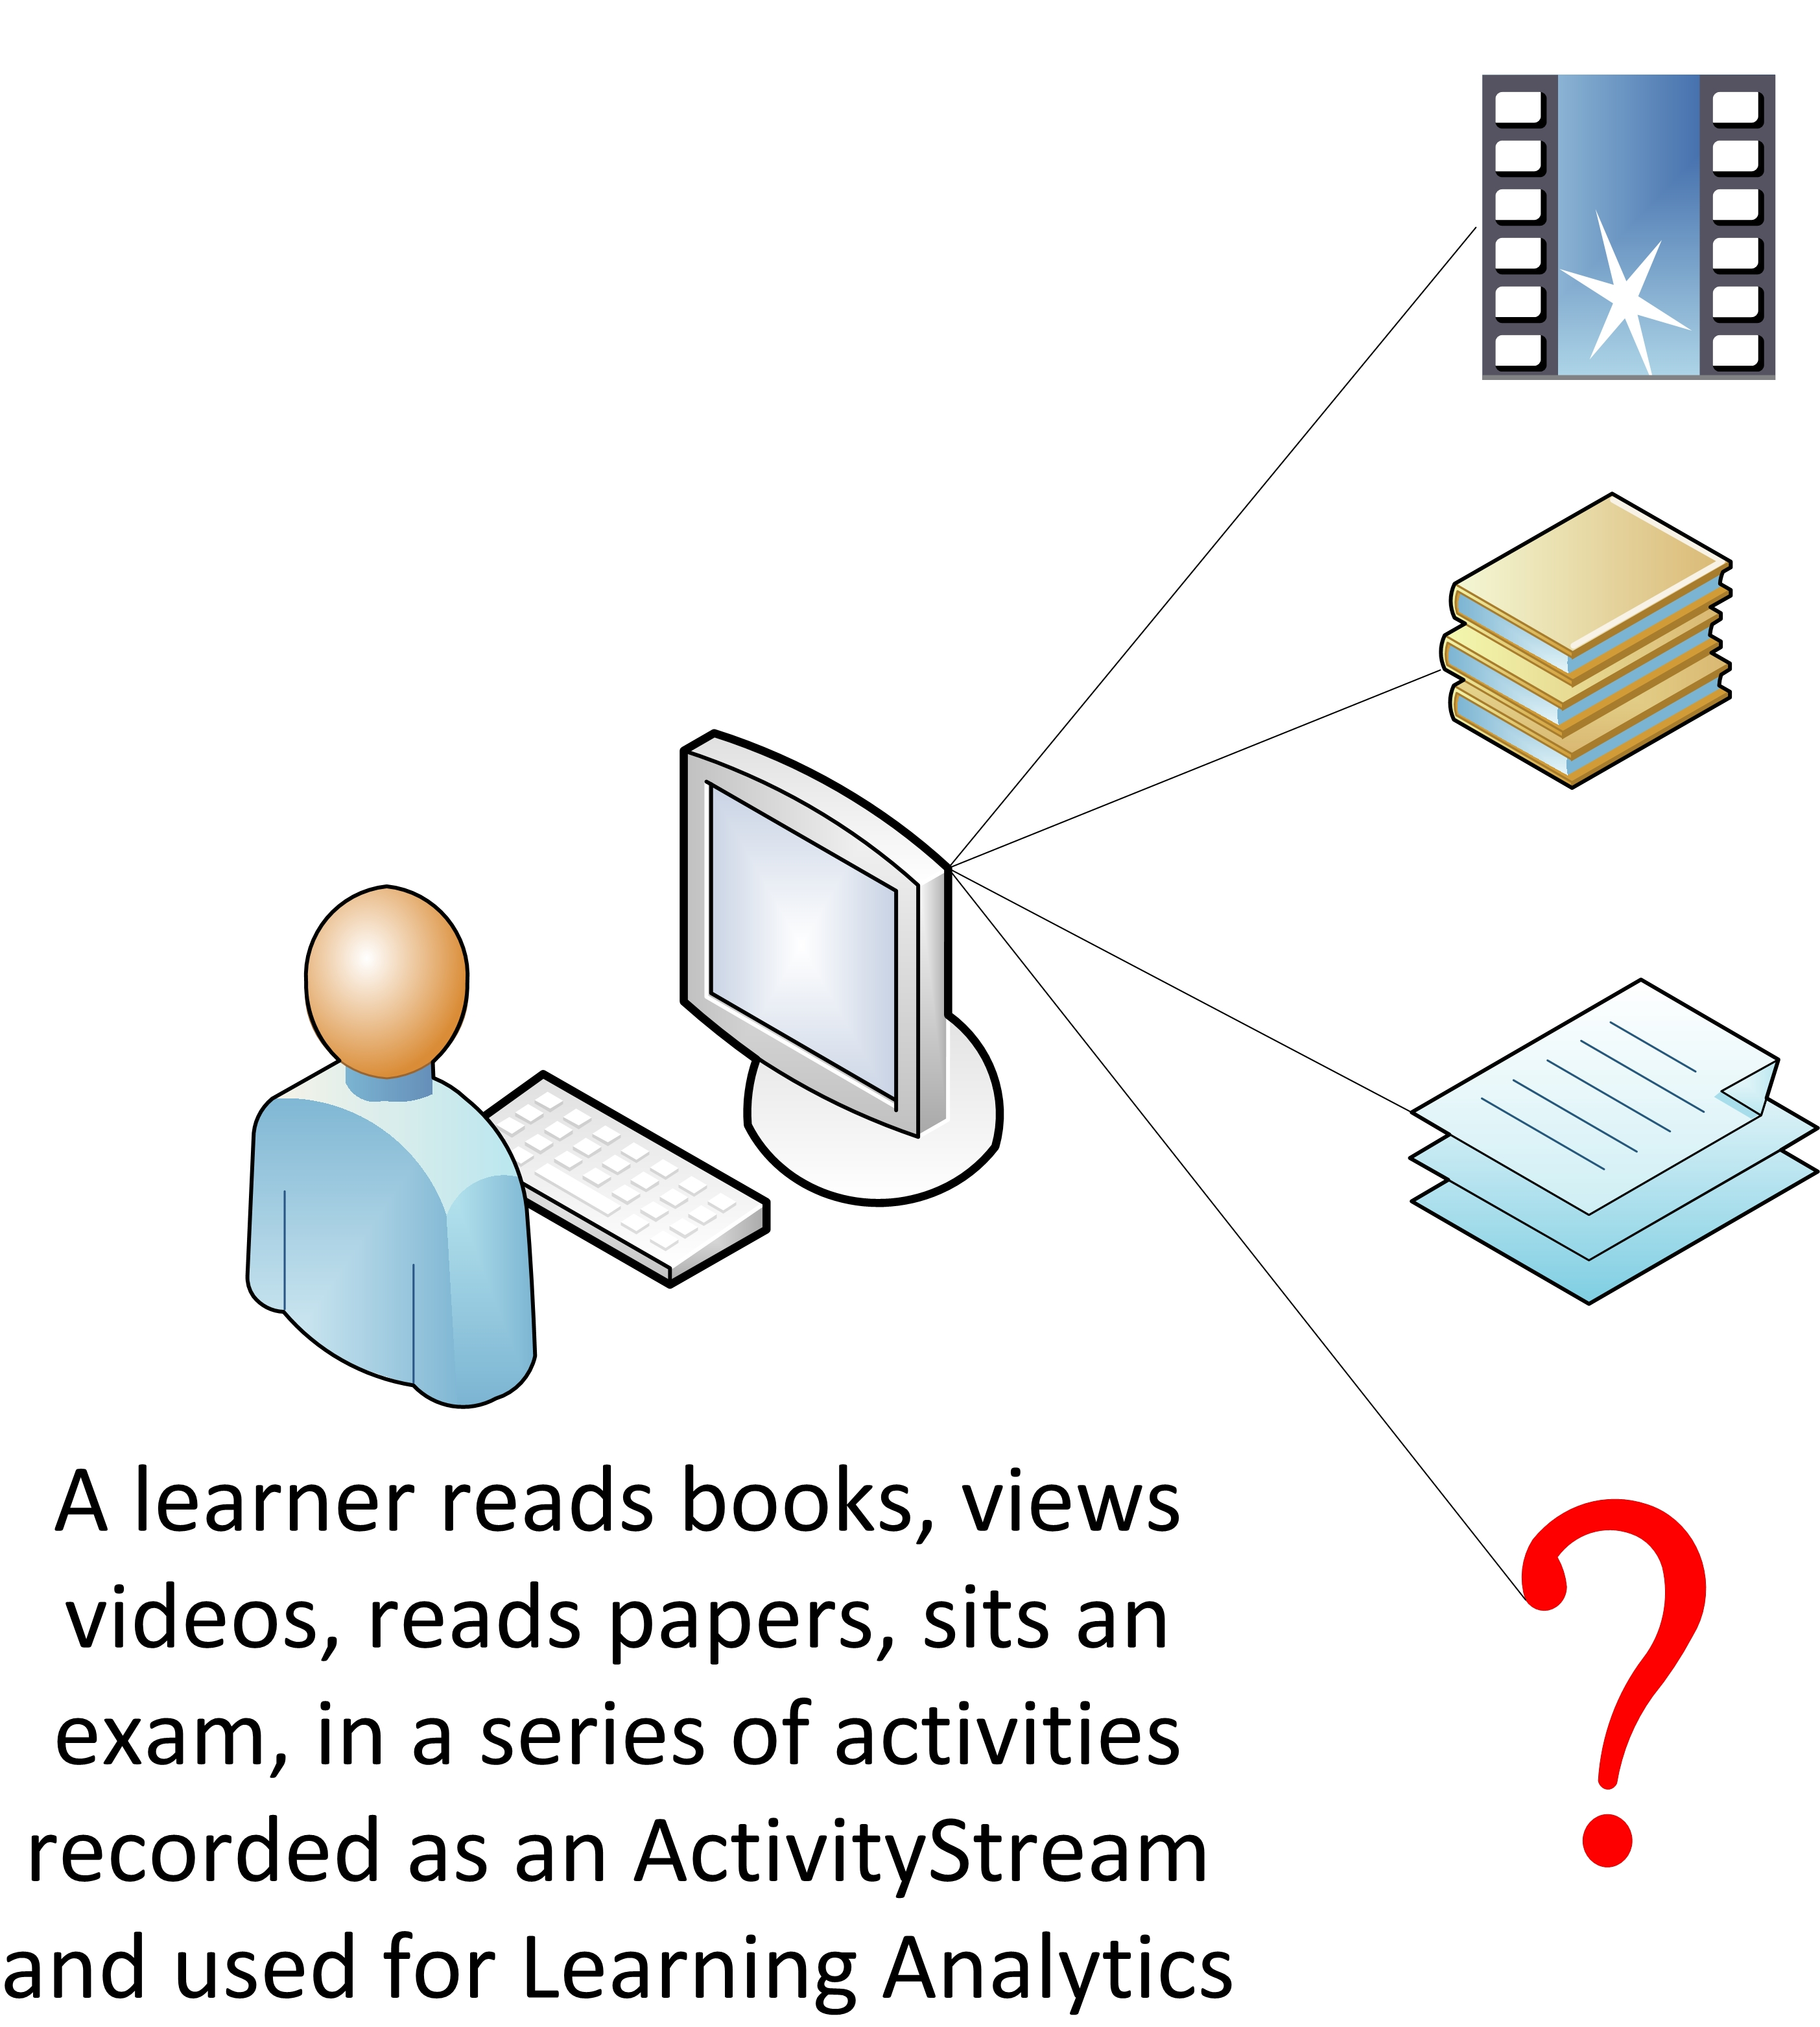 A learner reads books, views
videos, reads papers, sits an
exam, in a series of activities
recorded as an ActivityStream
and used for Learning Analytics
?